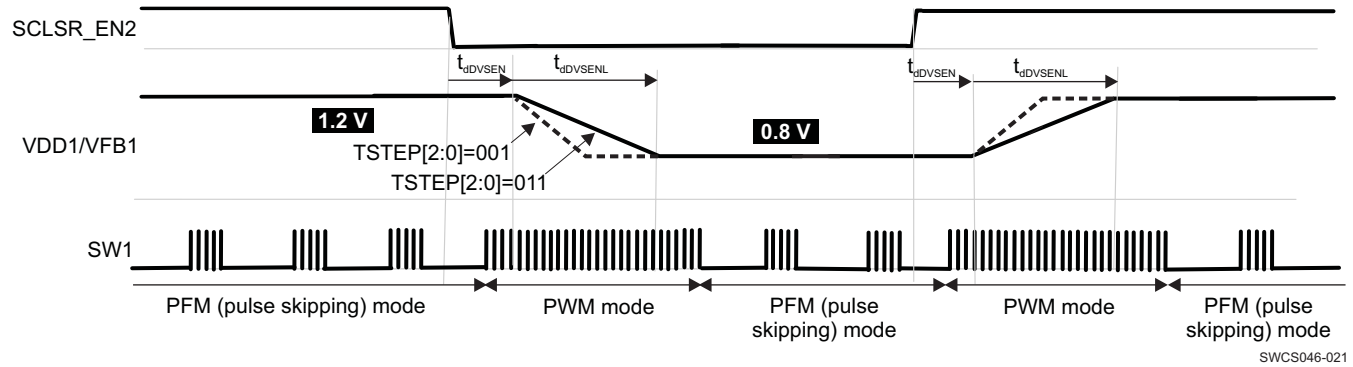 SCLSR_EN2
tdDVSEN
tdDVSENL
tdDVSEN
tdDVSENL
1.2 V
0.8 V
VDD1/VFB1
TSTEP[2:0]=001
TSTEP[2:0]=011
SW1
PFM (pulse skipping) mode
PWM mode
PFM (pulse
skipping) mode
PWM mode
PFM (pulse
skipping) mode
SWCS046-021